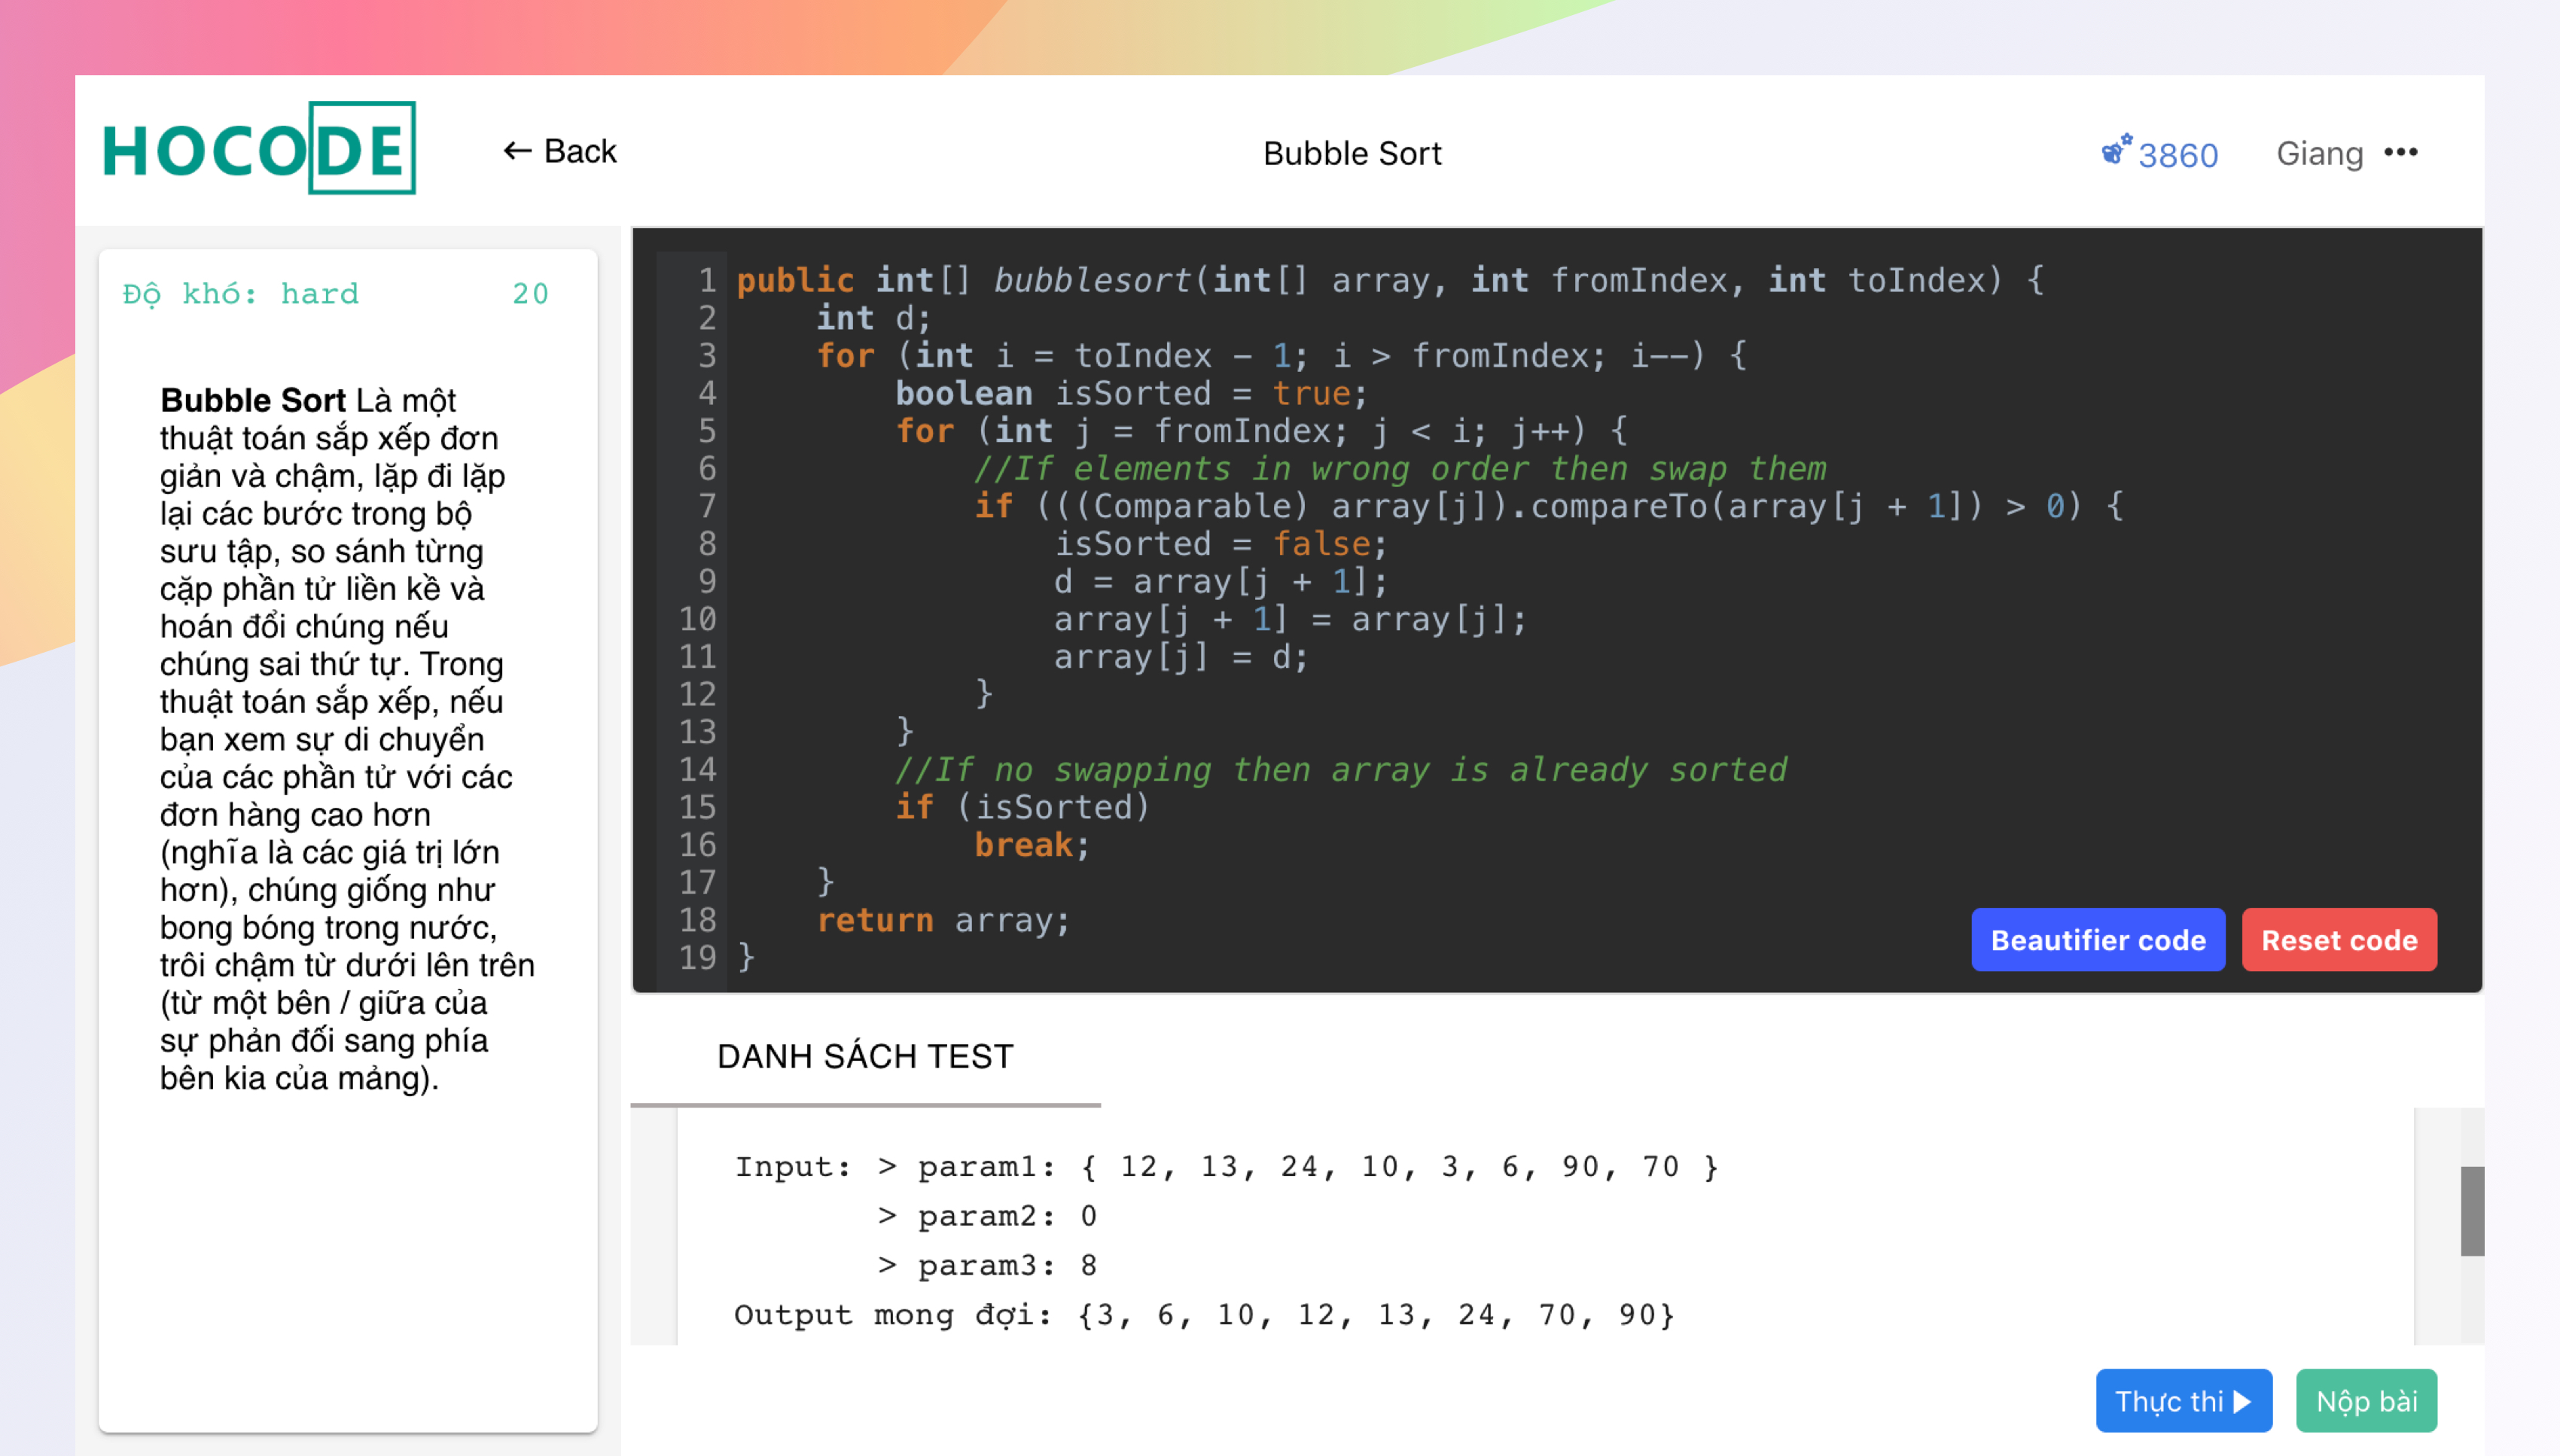 HOCODE
← Back
Bubble Sort
3860
Giang •••
Độ khó: hard 20
Bubble Sort Là một
thuật toán sắp xếp đơn
giản và chậm, lặp đi lặp
lại các bước trong bộ
sưu tập, so sánh từng
cặp phần tử liền kề và
hoán đổi chúng nếu
chúng sai thứ tự. Trong
thuật toán sắp xếp, nếu
bạn xem sự di chuyển
của các phần tử với các
đơn hàng cao hơn
(nghĩa là các giá trị lớn
hơn), chúng giống như
bong bóng trong nước,
trôi chậm từ dưới lên trên
(từ một bên / giữa của
sự phản đối sang phía
bên kia của mảng).
1 public int[] bubblesort(int[] array, int fromIndex, int toIndex) {
2     int d;
3     for (int i = toIndex – 1; i > fromIndex; i––) {
4         boolean isSorted = true;
5         for (int j = fromIndex; j < i; j++) {
6             //If elements in wrong order then swap them
7             if (((Comparable) array[j]).compareTo(array[j + 1]) > 0) {
8                 isSorted = false;
9                 d = array[j + 1];
10                 array[j + 1] = array[j];
11                 array[j] = d;
12             }
13         }
14         //If no swapping then array is already sorted
15         if (isSorted)
16             break;
17     }
18     return array;
19 }
Beautifier code
Reset code
DANH SÁCH TEST
Input: > param1: { 12, 13, 24, 10, 3, 6, 90, 70 }
> param2: 0
> param3: 8
Output mong đợi: {3, 6, 10, 12, 13, 24, 70, 90}
Thực thi ▶
Nộp bài